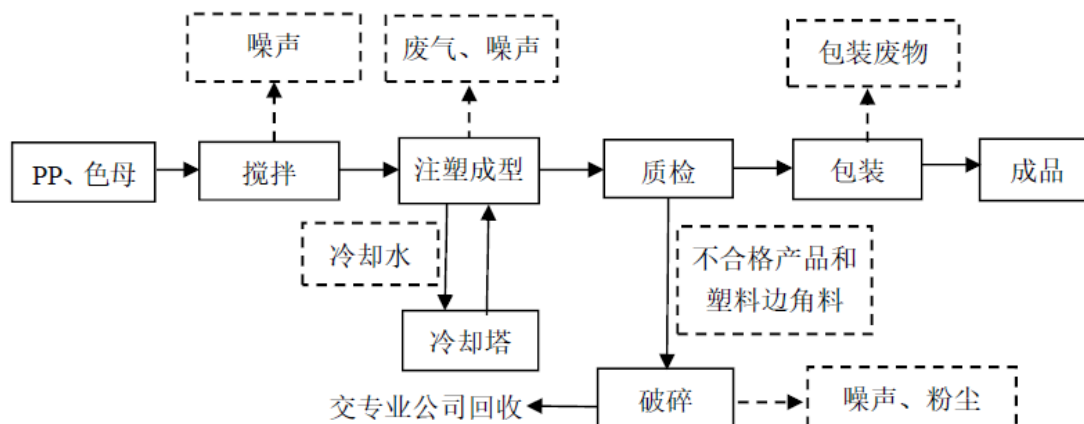 噪声
废气、噪声
包装废物
PP、色母
搅拌
注塑成型
质检
包装
成品
冷却水
不合格产品和
塑料边角料
冷却塔
交专业公司回收
破碎
噪声、粉尘